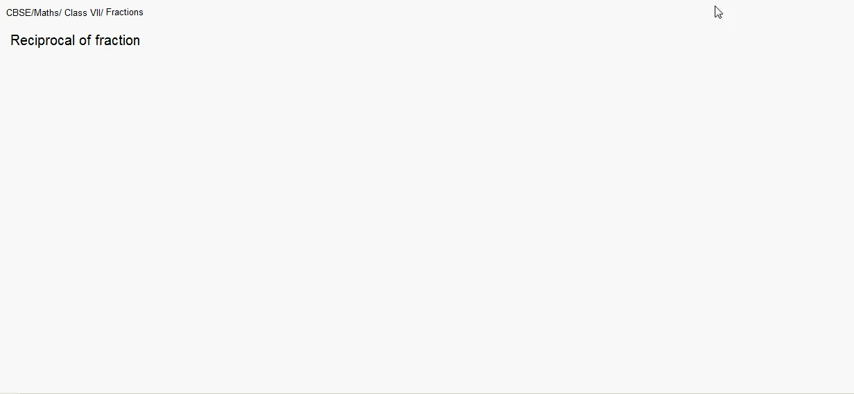 CBSE/Maths/ Class VII/ Fractions
Reciprocal of fraction